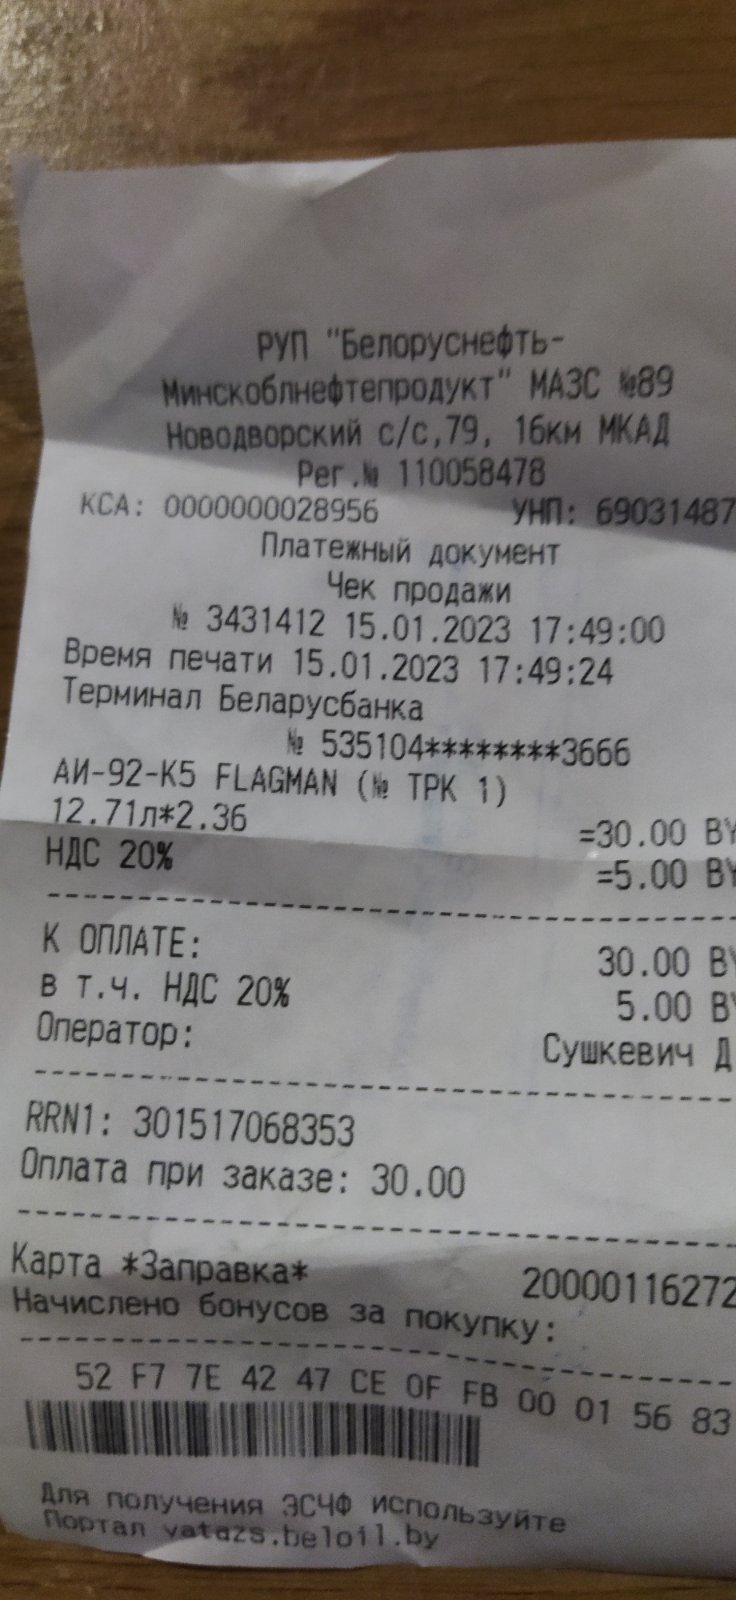 РУП "Белоруснефть-
Минскоблнефтепродукт" МАЗС №89
Новодворский с/с,79, 16км МКАД
Рег.№ 110058478
КСА: 0000000028956 УНП: 69031487
Платежный документ
Чек продажи
№ 3431412 15.01.2023 17:49:00
Время печати 15.01.2023 17:49:24
Терминал Беларусбанка
№ 535104********3666
АИ-92-К5 FLAGMAN (№ ТРК 1)
12.71л*2.36 =30.00 BY
НДС 20% =5.00 BY
К ОПЛАТЕ: 30.00 BY
в т.ч. НДС 20% 5.00 BY
Оператор: Сушкевич Д
RRN1: 301517068353
Оплата при заказе: 30.00
Карта *Заправка* 20000116272
Начислено бонусов за покупку:
52 F7 7E 42 47 CE 0F FB 00 01 56 83
Для получения ЭСЧФ используйте
Портал vatazs.beloil.by